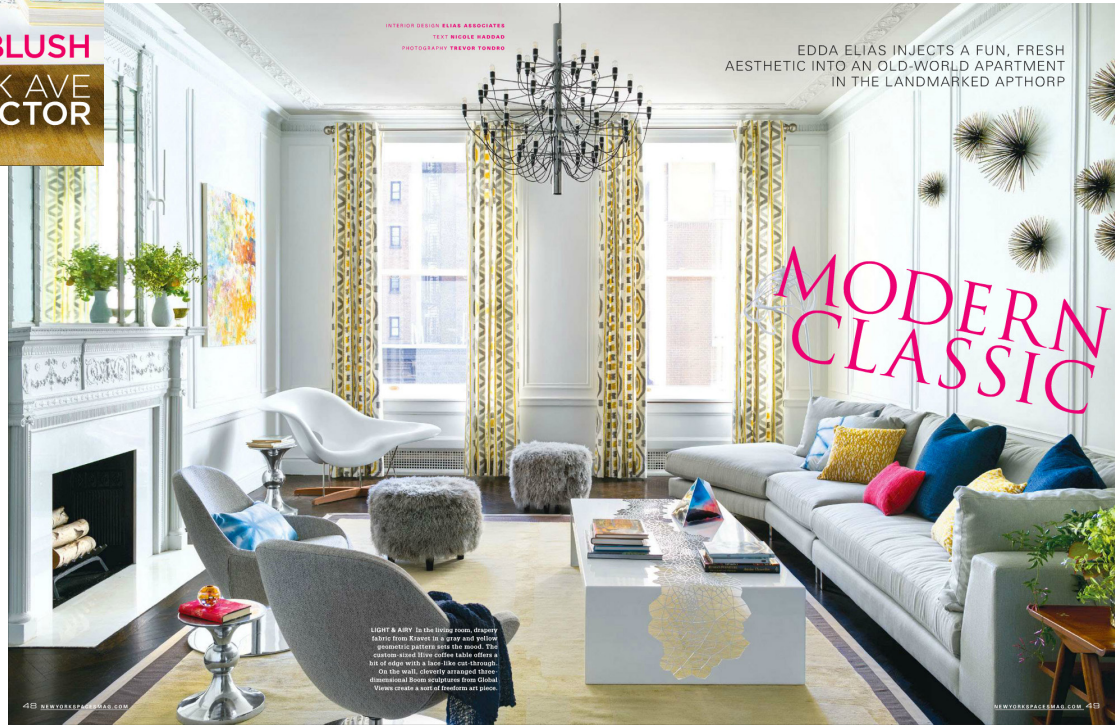 BLUSH
K AVE
CTOR
INTERIOR DESIGN ELIAS ASSOCIATES
TEXT NICOLE HADDAD
PHOTOGRAPHY TREVOR TONDRO
EDDA ELIAS INJECTS A FUN, FRESH
AESTHETIC INTO AN OLD-WORLD APARTMENT
IN THE LANDMARKED APTHORP
MODERN
CLASSIC
LIGHT & AIRY In the living room, drapery
fabric from Kravet in a gray and yellow
geometric pattern sets the mood. The
custom-sized Hive coffee table offers a
bit of edge with a lace-like cut-through.
On the wall, cleverly arranged three-
dimensional Boom sculptures from Global
Views create a sort of freeform art piece.
48 NEWYORKSPACESMAG.COM
NEWYORKSPACESMAG.COM 49